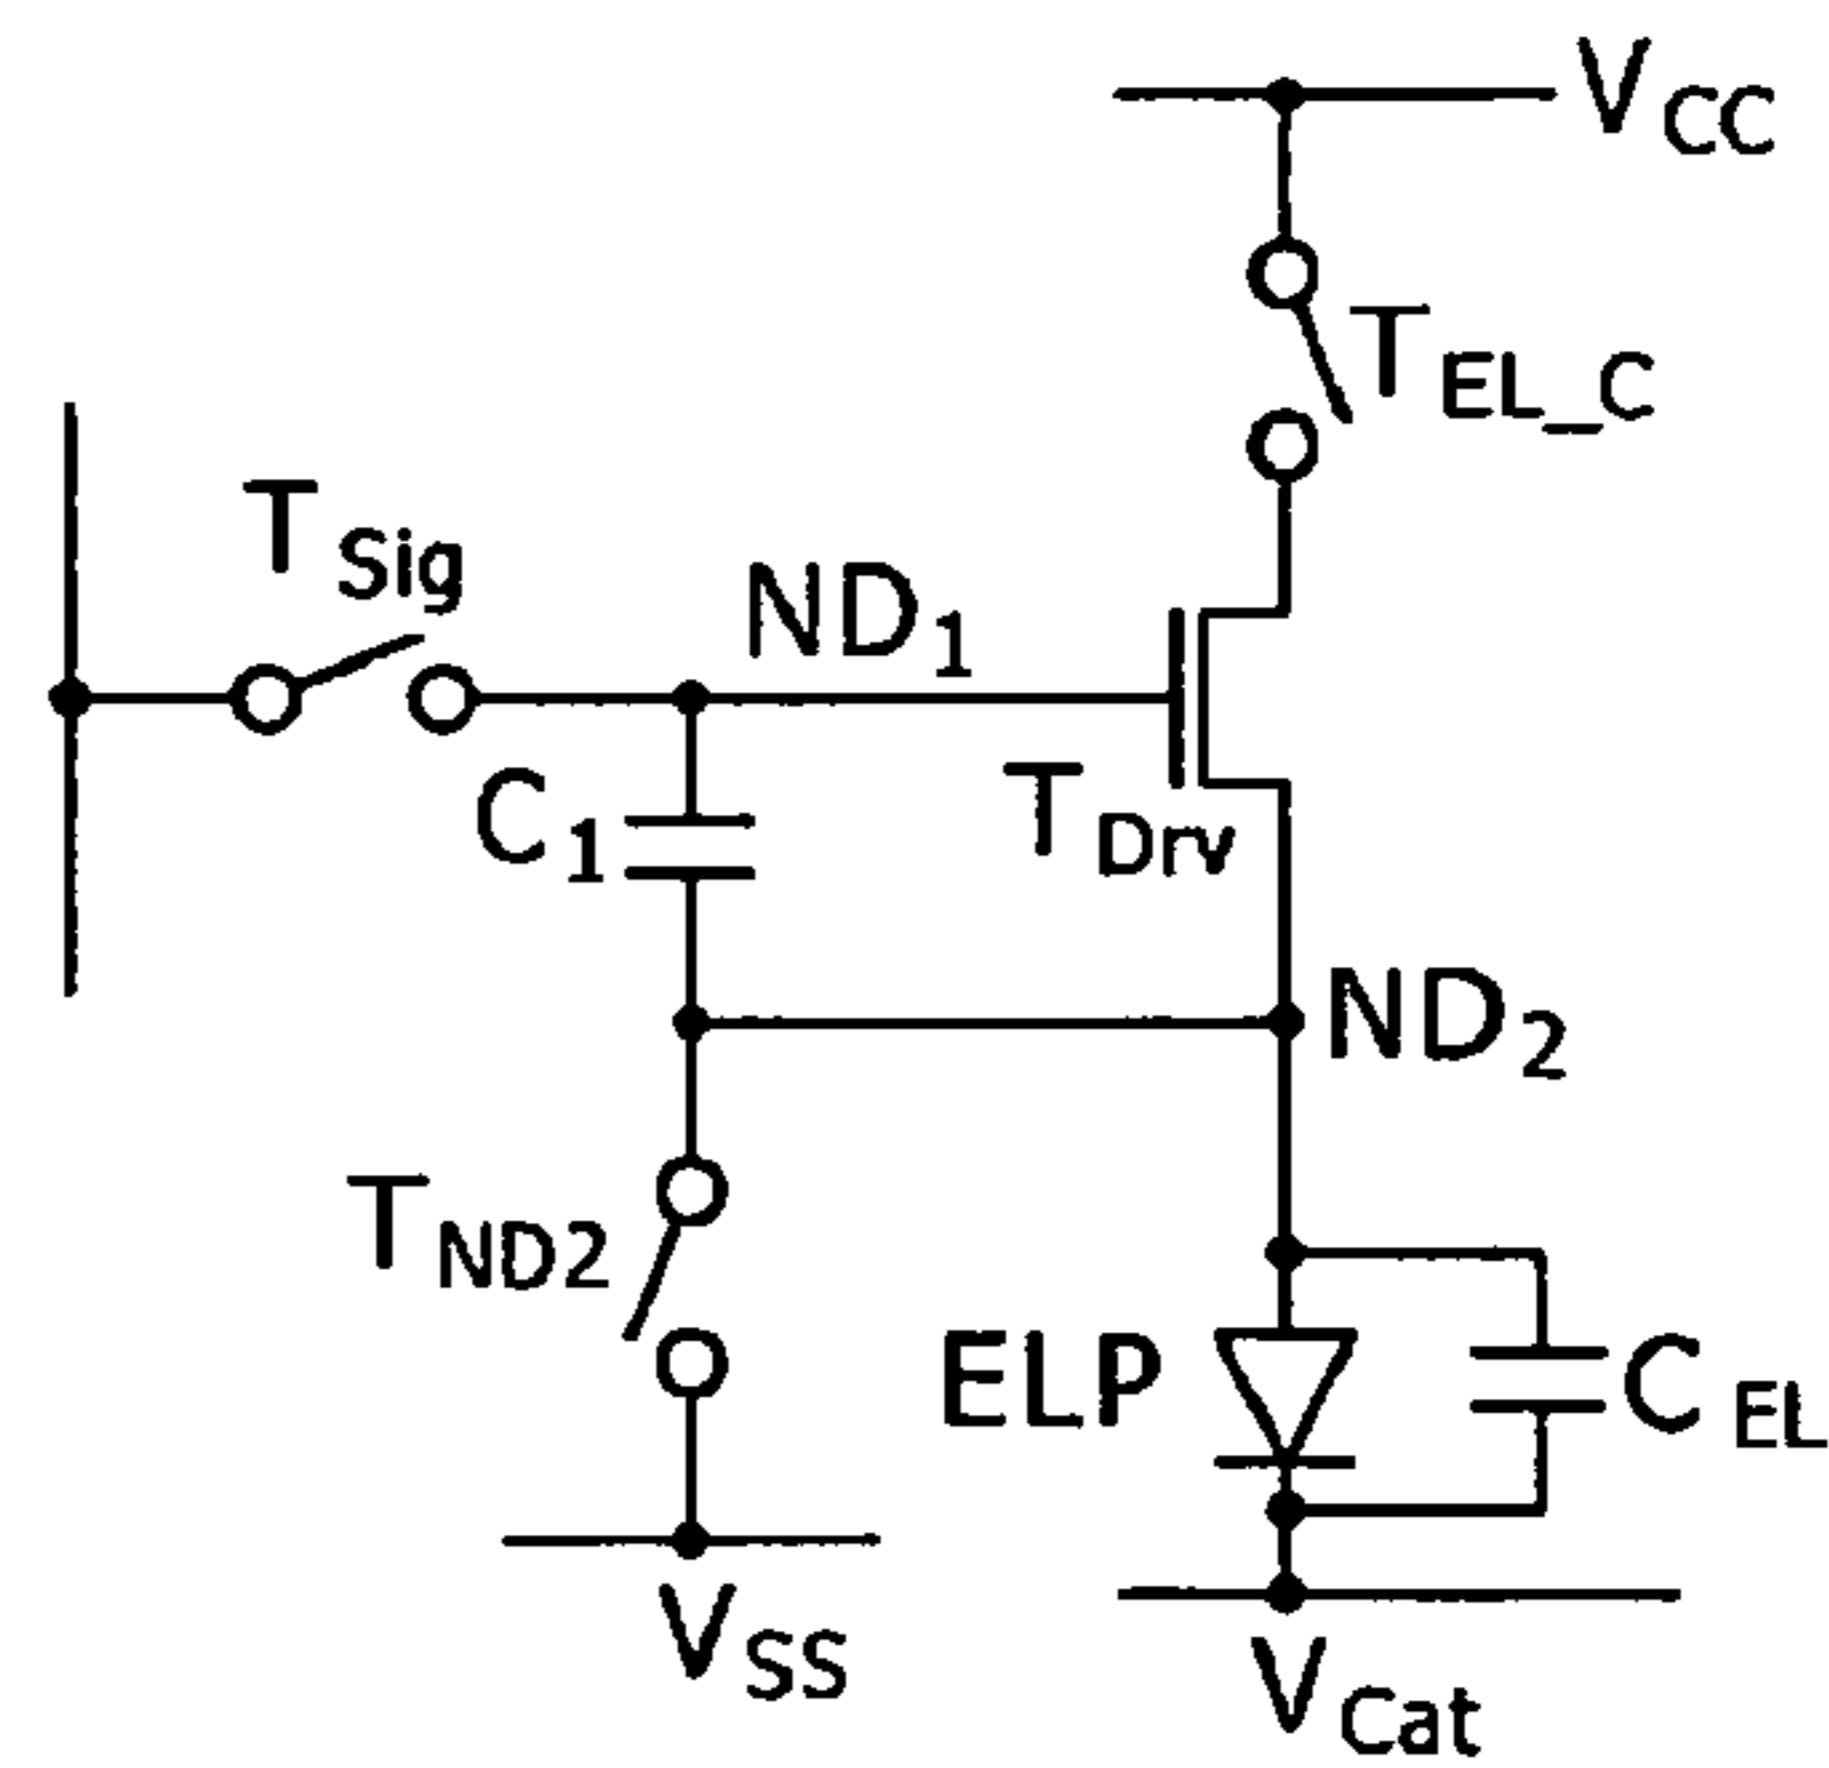 VCC
TEL_C
TSig
ND1
C1
TDrv
ND2
TND2
ELP
CEL
VSS
VCat